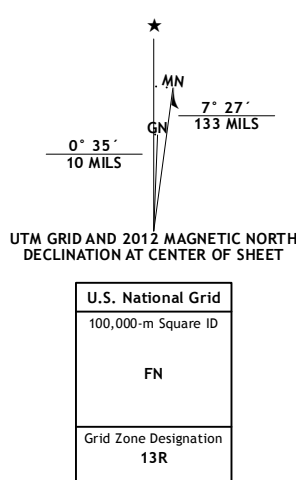 MN
GN
7° 27´
133 MILS
0° 35´
10 MILS
UTM GRID AND 2012 MAGNETIC NORTH
DECLINATION AT CENTER OF SHEET
U.S. National Grid
100,000-m Square ID
FN
Grid Zone Designation
13R